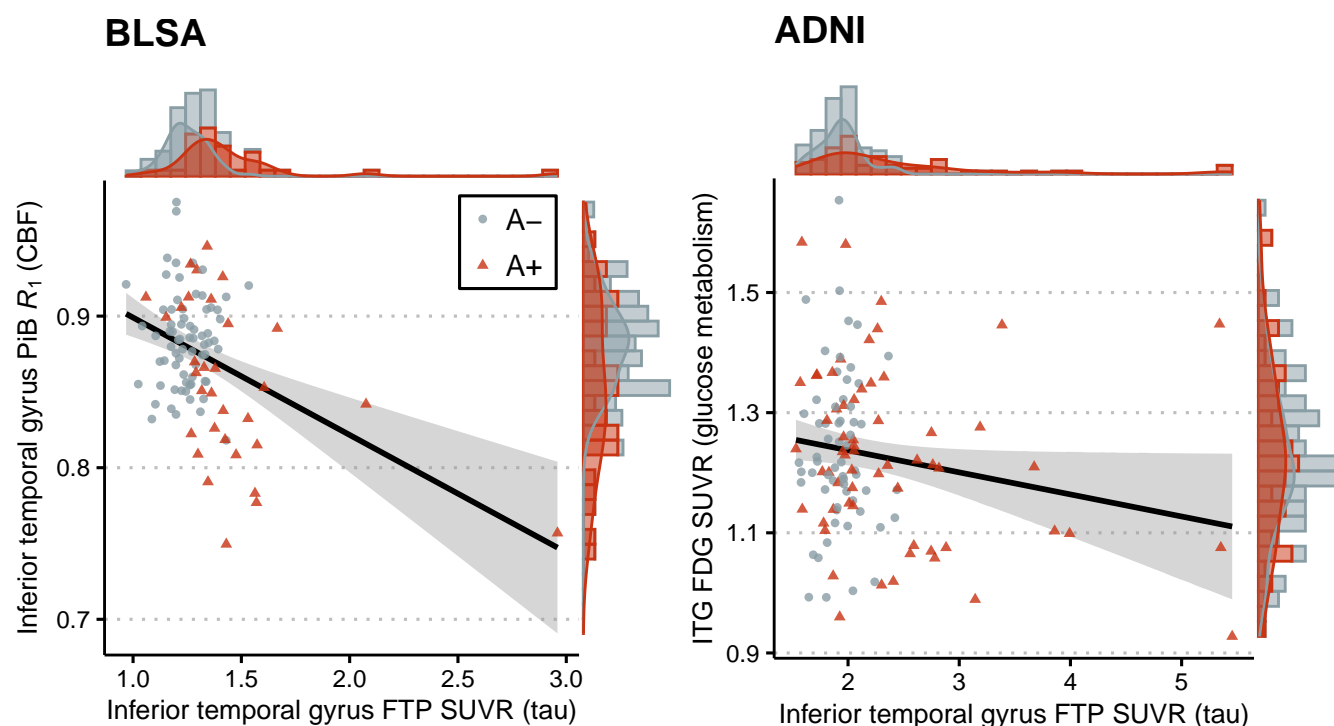 BLSA
ADNI
Inferior temporal gyrus PiB R1 (CBF)
0.9
0.8
0.7
A−
A+
1.0 1.5 2.0 2.5 3.0
Inferior temporal gyrus FTP SUVR (tau)
ITG FDG SUVR (glucose metabolism)
1.5
1.3
1.1
0.9
2 3 4 5
Inferior temporal gyrus FTP SUVR (tau)